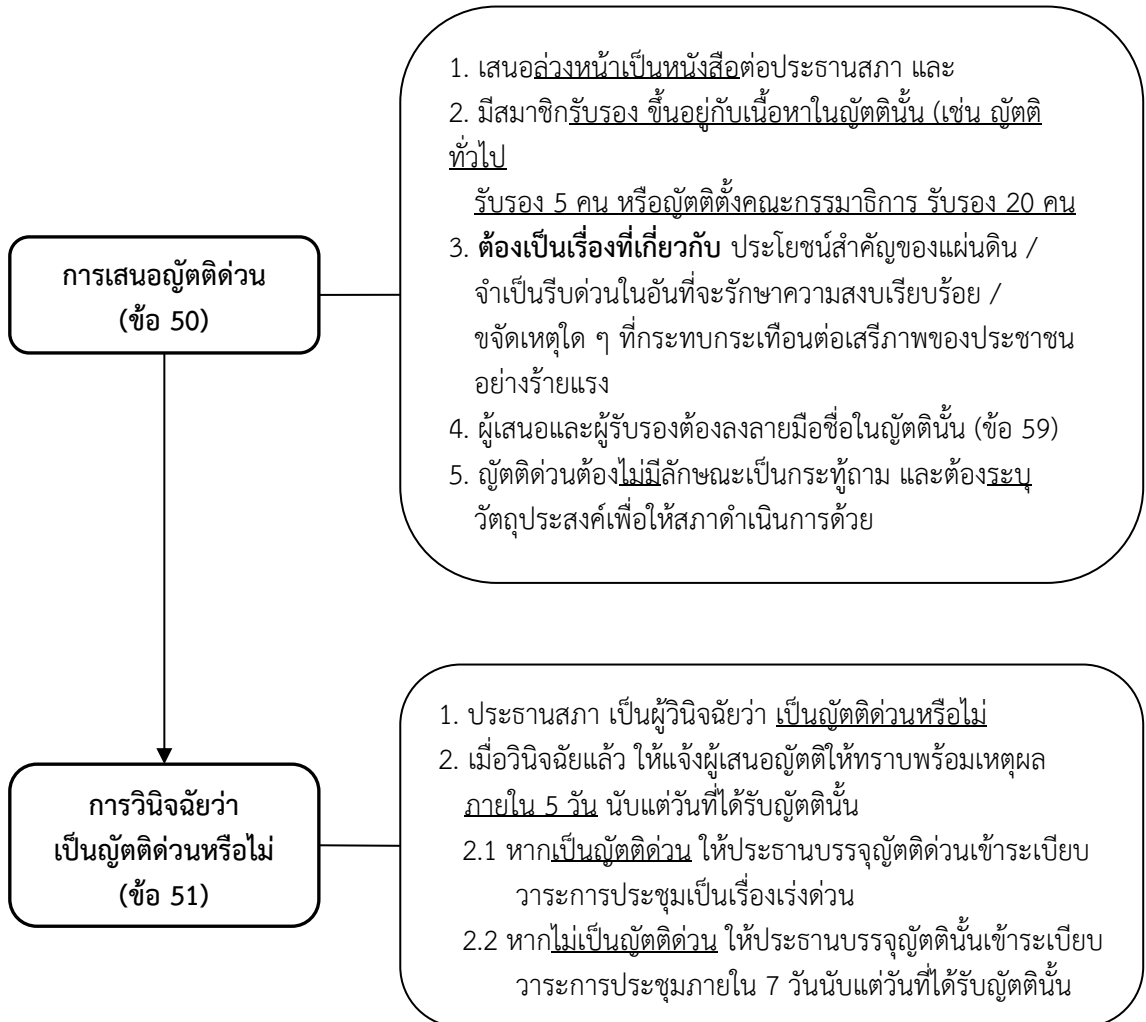 การเสนอญัตติด่วน
(ข้อ 50)
1. เสนอล่วงหน้าเป็นหนังสือต่อประธานสภา และ
2. มีสมาชิกรับรอง ขึ้นอยู่กับเนื้อหาในญัตตินั้น (เช่น ญัตติ
ทั่วไป
รับรอง 5 คน หรือญัตติตั้งคณะกรรมาธิการ รับรอง 20 คน
3. ต้องเป็นเรื่องที่เกี่ยวกับ ประโยชน์สำคัญของแผ่นดิน /
จำเป็นรีบด่วนในอันที่จะรักษาความสงบเรียบร้อย /
ขจัดเหตุใด ๆ ที่กระทบกระเทือนต่อเสรีภาพของประชาชน
อย่างร้ายแรง
4. ผู้เสนอและผู้รับรองต้องลงลายมือชื่อในญัตตินั้น (ข้อ 59)
5. ญัตติด่วนต้องไม่มีลักษณะเป็นกระทู้ถาม และต้องระบุ
วัตถุประสงค์เพื่อให้สภาดำเนินการด้วย
การวินิจฉัยว่า
เป็นญัตติด่วนหรือไม่
(ข้อ 51)
1. ประธานสภา เป็นผู้วินิจฉัยว่า เป็นญัตติด่วนหรือไม่
2. เมื่อวินิจฉัยแล้ว ให้แจ้งผู้เสนอญัตติให้ทราบพร้อมเหตุผล
ภายใน 5 วัน นับแต่วันที่ได้รับญัตตินั้น
2.1 หากเป็นญัตติด่วน ให้ประธานบรรจุญัตติด่วนเข้าระเบียบ
วาระการประชุมเป็นเรื่องเร่งด่วน
2.2 หากไม่เป็นญัตติด่วน ให้ประธานบรรจุญัตตินั้นเข้าระเบียบ
วาระการประชุมภายใน 7 วันนับแต่วันที่ได้รับญัตตินั้น